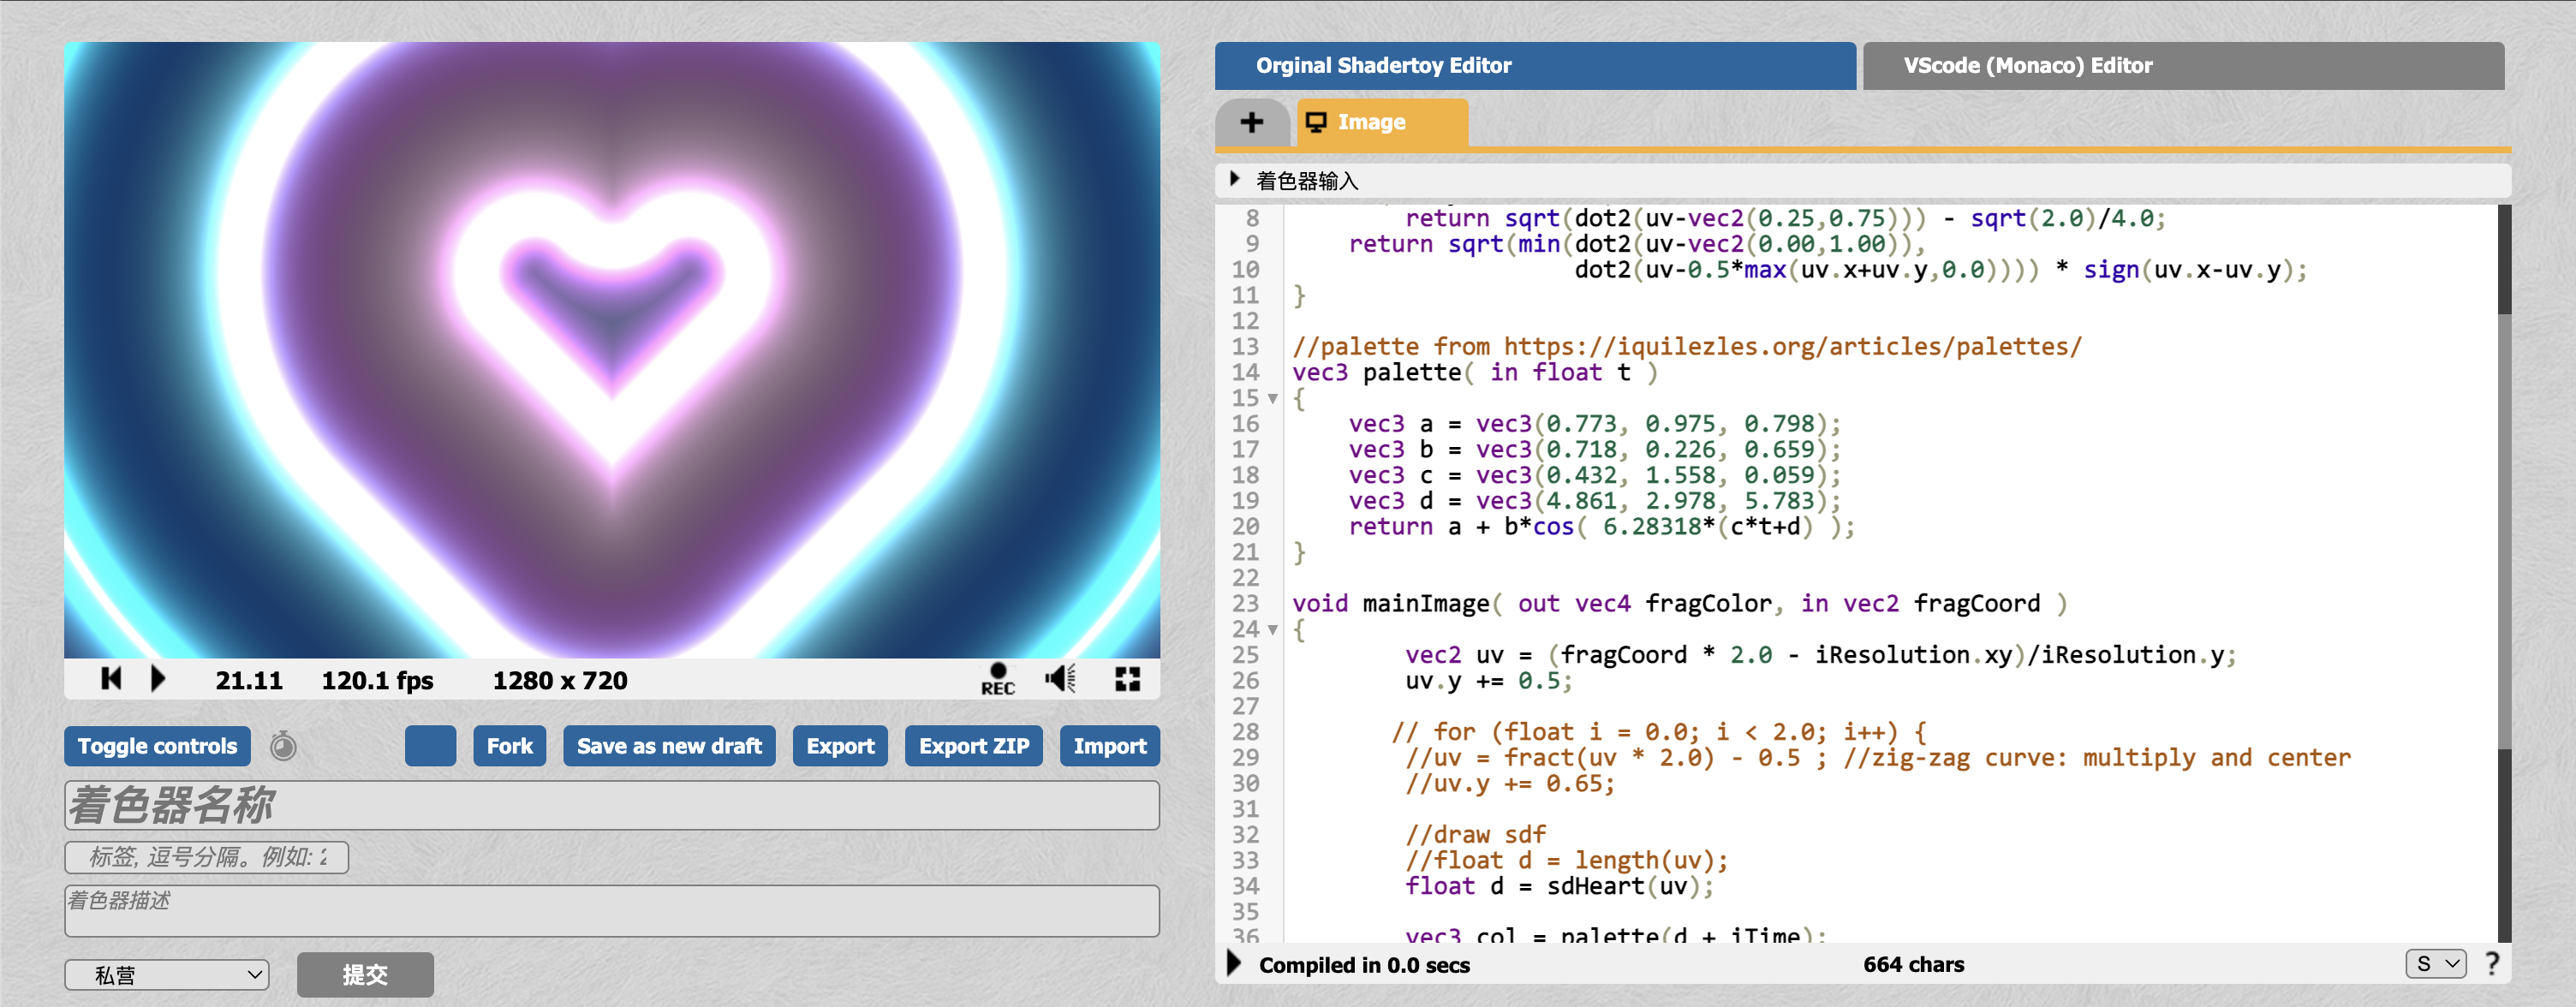 Orginal Shadertoy Editor
VScode (Monaco) Editor
+
Image
着色器输入
8 return sqrt(dot2(uv-vec2(0.25,0.75))) - sqrt(2.0)/4.0;
9 return sqrt(min(dot2(uv-vec2(0.00,1.00)),
10 dot2(uv-0.5*max(uv.x+uv.y,0.0)))) * sign(uv.x-uv.y);
11 }
12
13 //palette from https://iquilezles.org/articles/palettes/
14 vec3 palette( in float t )
15 {
16 vec3 a = vec3(0.773, 0.975, 0.798);
17 vec3 b = vec3(0.718, 0.226, 0.659);
18 vec3 c = vec3(0.432, 1.558, 0.059);
19 vec3 d = vec3(4.861, 2.978, 5.783);
20 return a + b*cos( 6.28318*(c*t+d) );
21 }
22
23 void mainImage( out vec4 fragColor, in vec2 fragCoord )
24 {
25 vec2 uv = (fragCoord * 2.0 - iResolution.xy)/iResolution.y;
26 uv.y += 0.5;
27
28 // for (float i = 0.0; i < 2.0; i++) {
29 //uv = fract(uv * 2.0) - 0.5 ; //zig-zag curve: multiply and center
30 //uv.y += 0.65;
31
32 //draw sdf
33 //float d = length(uv);
34 float d = sdHeart(uv);
35
36 vec3 col = palette(d + iTime);
Compiled in 0.0 secs
664 chars
S
?
21.11
120.1 fps
1280 x 720
REC
Toggle controls
Fork
Save as new draft
Export
Export ZIP
Import
着色器名称
标签, 逗号分隔。例如: 2
着色器描述
私营
提交